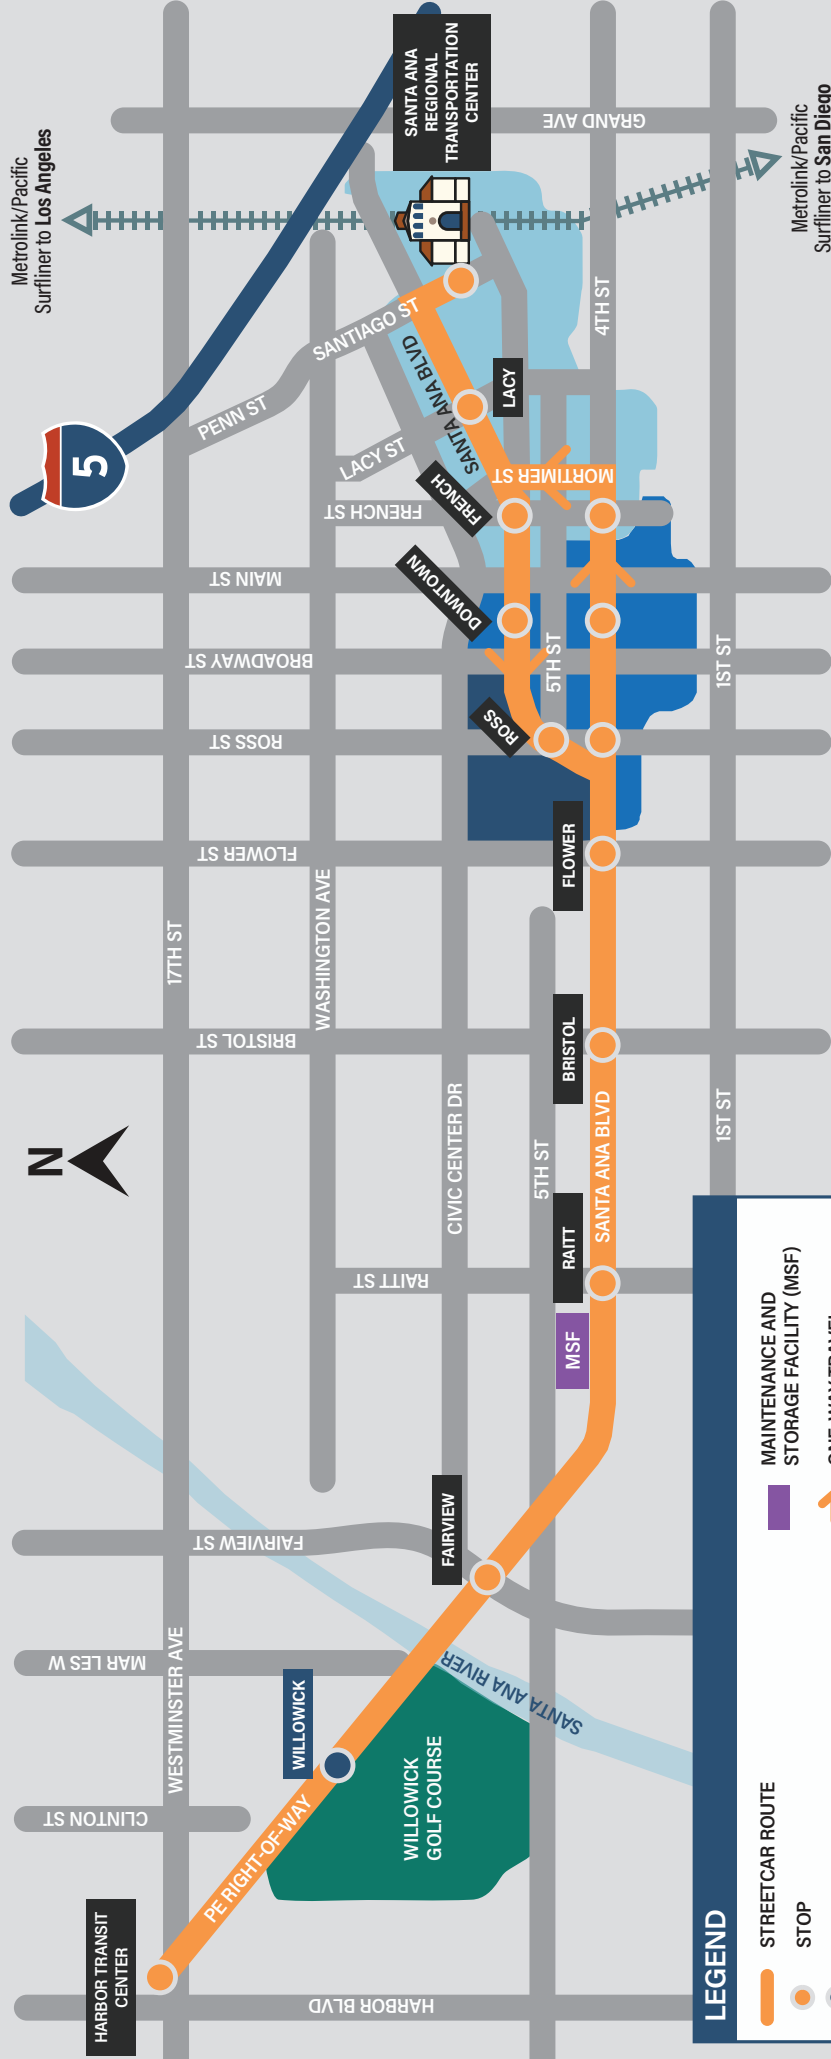 Metrolink/Pacific
Surfliner to Los Angeles
SANTA ANA
REGIONAL
TRANSPORTATION
CENTER
GRAND AVE
Metrolink/Pacific
Surfliner to San Diego
5
PENN ST
SANTIAGO ST
SANTA ANA BLVD
SANTA ANA BLVD
4TH ST
LACY
LACY ST
MORTIMER ST
FRENCH
FRENCH ST
MAIN ST
DOWNTOWN
BROADWAY ST
5TH ST
1ST ST
ROSS ST
ROSS
FLOWER ST
FLOWER
17TH ST
WASHINGTON AVE
BRISTOL ST
BRISTOL
N
CIVIC CENTER DR
5TH ST
SANTA ANA BLVD
1ST ST
RAITT ST
RAITT
MSF
FAIRVIEW ST
FAIRVIEW
MAR LES W
WESTMINSTER AVE
WILLOWICK
SANTA ANA RIVER
WILLOWICK
GOLF COURSE
CLINTON ST
PE RIGHT-OF-WAY
HARBOR TRANSIT
CENTER
HARBOR BLVD
LEGEND
STREETCAR ROUTE
STOP
MAINTENANCE AND
STORAGE FACILITY (MSF)